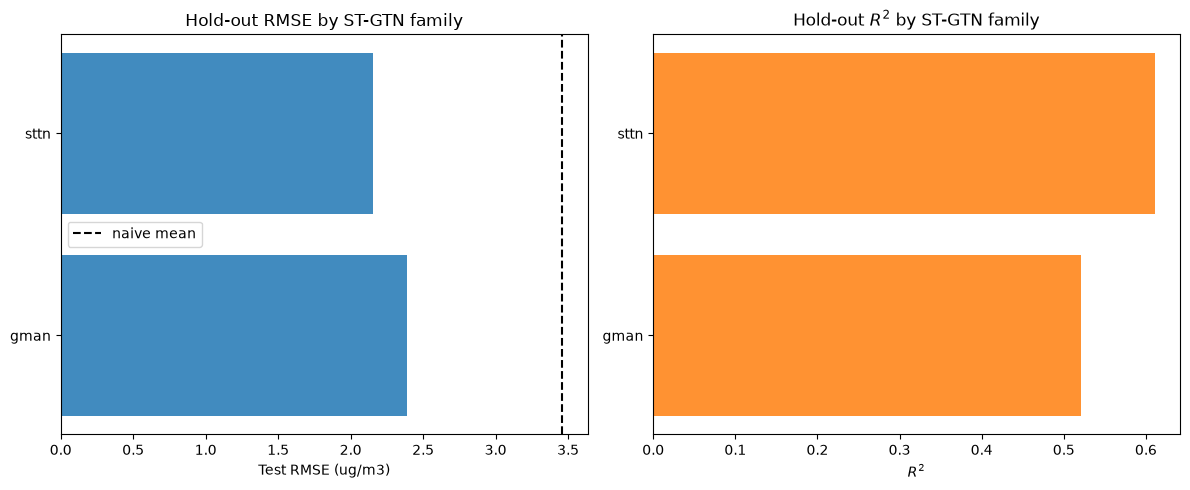 Hold-out RMSE by ST-GTN family
sttn
naive mean
gman
0.0 0.5 1.0 1.5 2.0 2.5 3.0 3.5
Test RMSE (ug/m3)
Hold-out R² by ST-GTN family
sttn
gman
0.0 0.1 0.2 0.3 0.4 0.5 0.6
R²